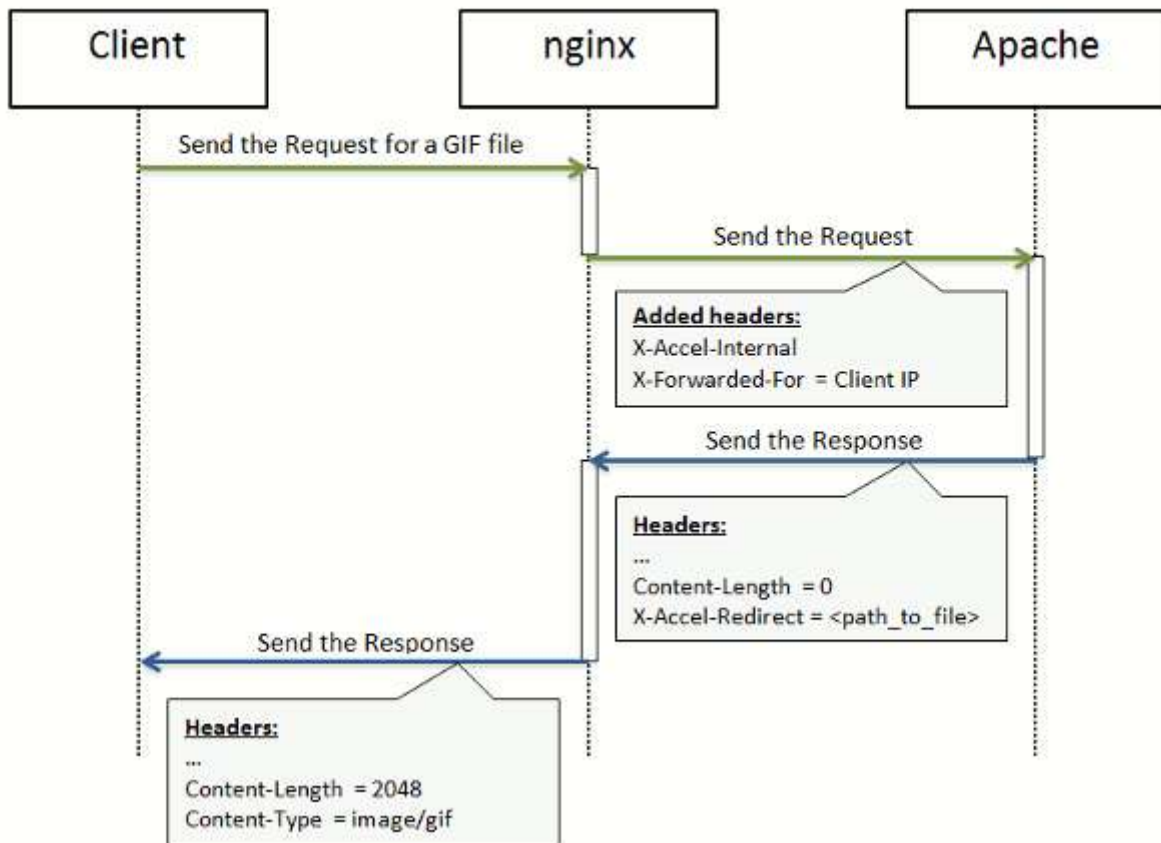 Client
nginx
Apache
Send the Request for a GIF file
Send the Request
Added headers:
X-Accel-Internal
X-Forwarded-For = Client IP
Send the Response
Headers:
...
Content-Length = 0
X-Accel-Redirect = <path_to_file>
Send the Response
Headers:
...
Content-Length = 2048
Content-Type = image/gif